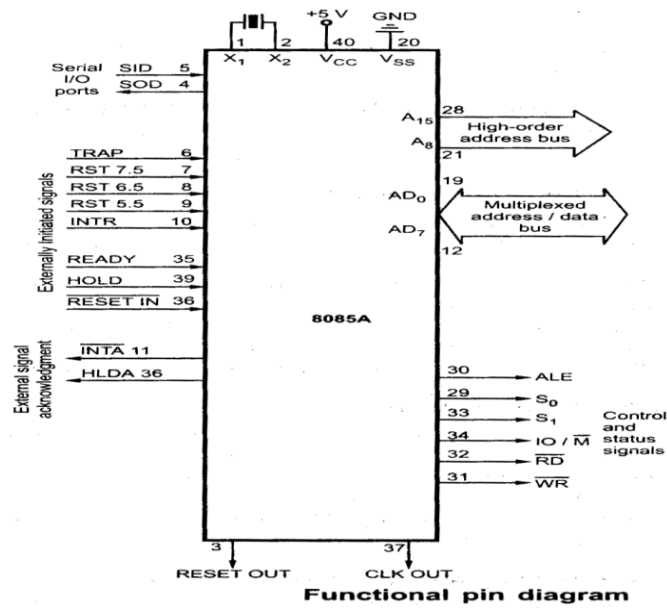 +5 V GND
1 2 40 20
X1 X2 VCC VSS
Serial I/O ports
SID 5
SOD 4
Externally Initiated signals
TRAP 6
RST 7.5 7
RST 6.5 8
RST 5.5 9
INTR 10
READY 35
HOLD 39
RESET IN 36
External signal acknowledgment
INTA 11
HLDA 36
8085A
A15 28
High-order address bus
A8 21
19
AD0
Multiplexed address / data bus
AD7
12
30 ALE
29 S0
33 S1
34 IO / M
32 RD
31 WR
Control and status signals
3 37
RESET OUT CLK OUT
Functional pin diagram